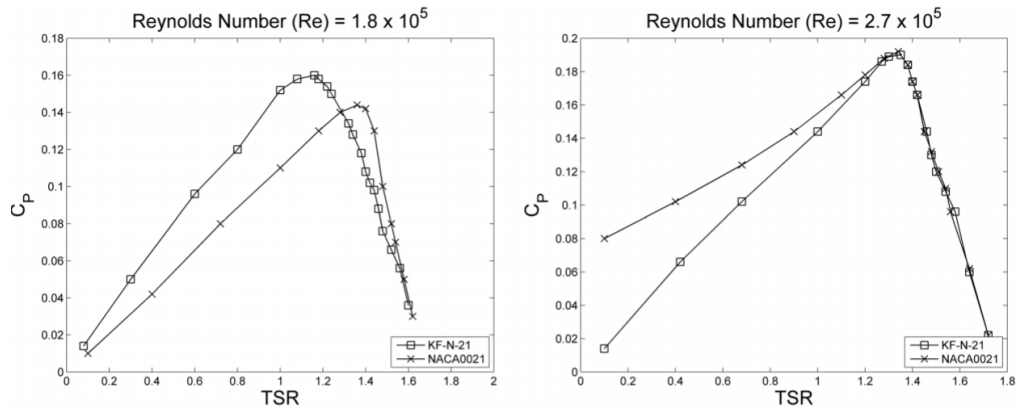 Reynolds Number (Re) = 1.8 x 10⁵
0.18
0.16
0.14
0.12
0.1
0.08
0.06
0.04
0.02
0
C_P
0 0.2 0.4 0.6 0.8 1 1.2 1.4 1.6 1.8 2
TSR
KF-N-21
NACA0021
Reynolds Number (Re) = 2.7 x 10⁵
0.2
0.18
0.16
0.14
0.12
0.1
0.08
0.06
0.04
0.02
0
C_P
0 0.2 0.4 0.6 0.8 1 1.2 1.4 1.6 1.8
TSR
KF-N-21
NACA0021